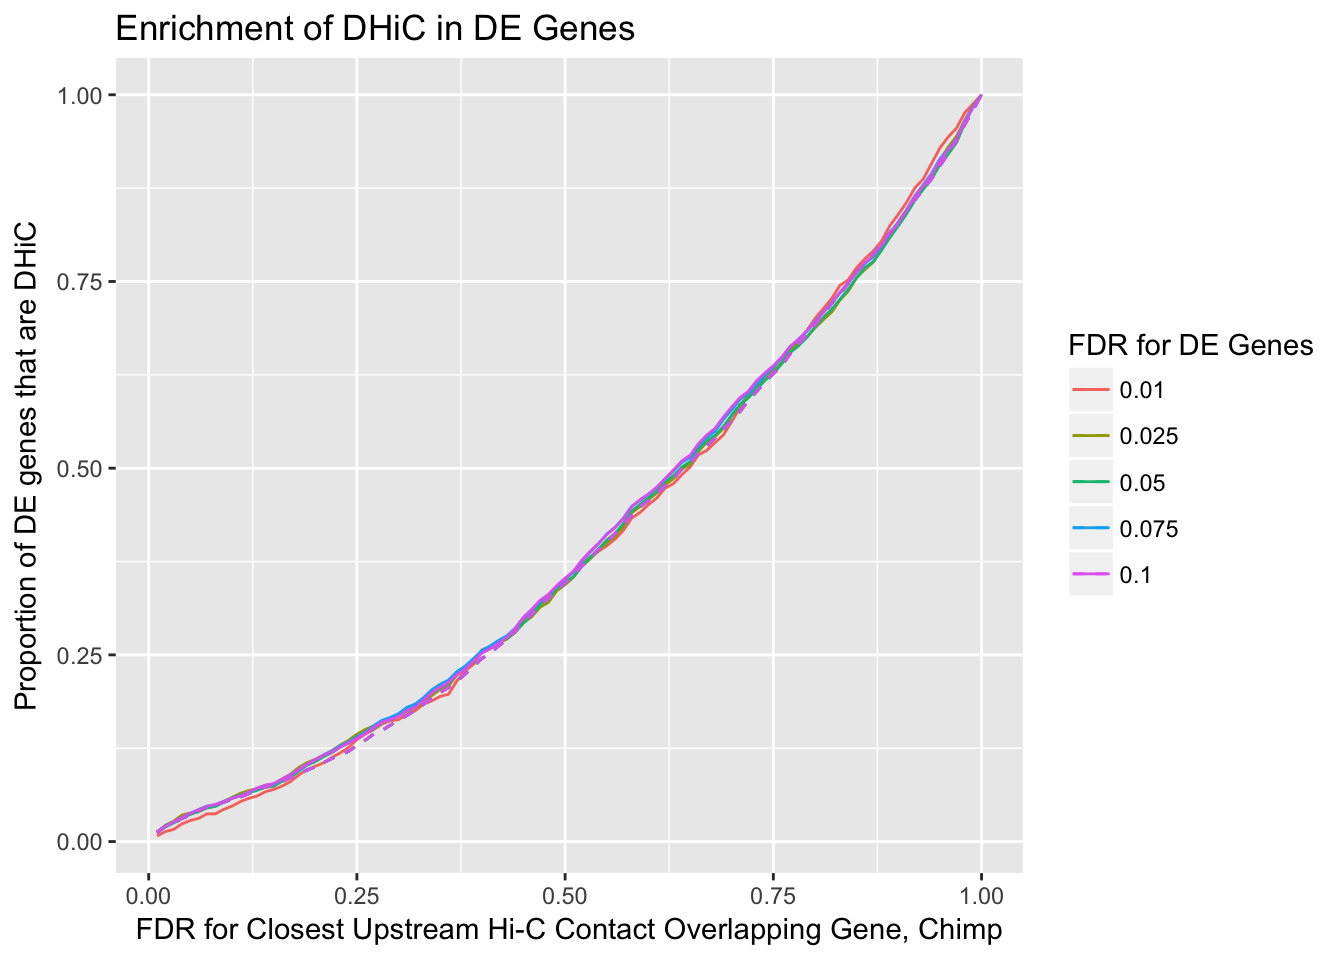 Enrichment of DHiC in DE Genes
Proportion of DE genes that are DHiC
1.00
0.75
0.50
0.25
0.00
0.00 0.25 0.50 0.75 1.00
FDR for Closest Upstream Hi-C Contact Overlapping Gene, Chimp
FDR for DE Genes
0.01
0.025
0.05
0.075
0.1